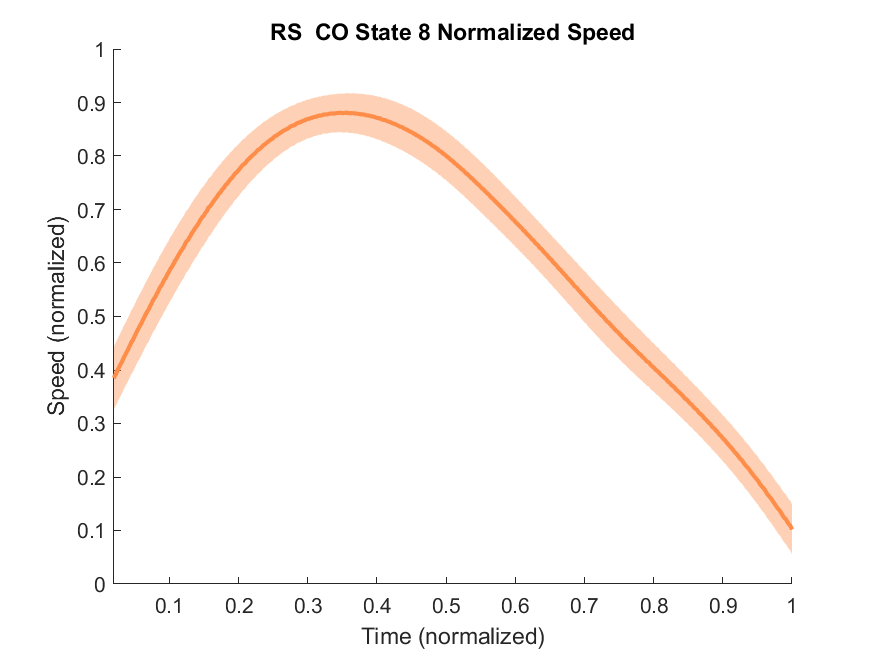 RS  CO State 8 Normalized Speed
1
0.9
0.8
0.7
0.6
0.5
0.4
0.3
0.2
0.1
0
Speed (normalized)
0.1 0.2 0.3 0.4 0.5 0.6 0.7 0.8 0.9 1
Time (normalized)